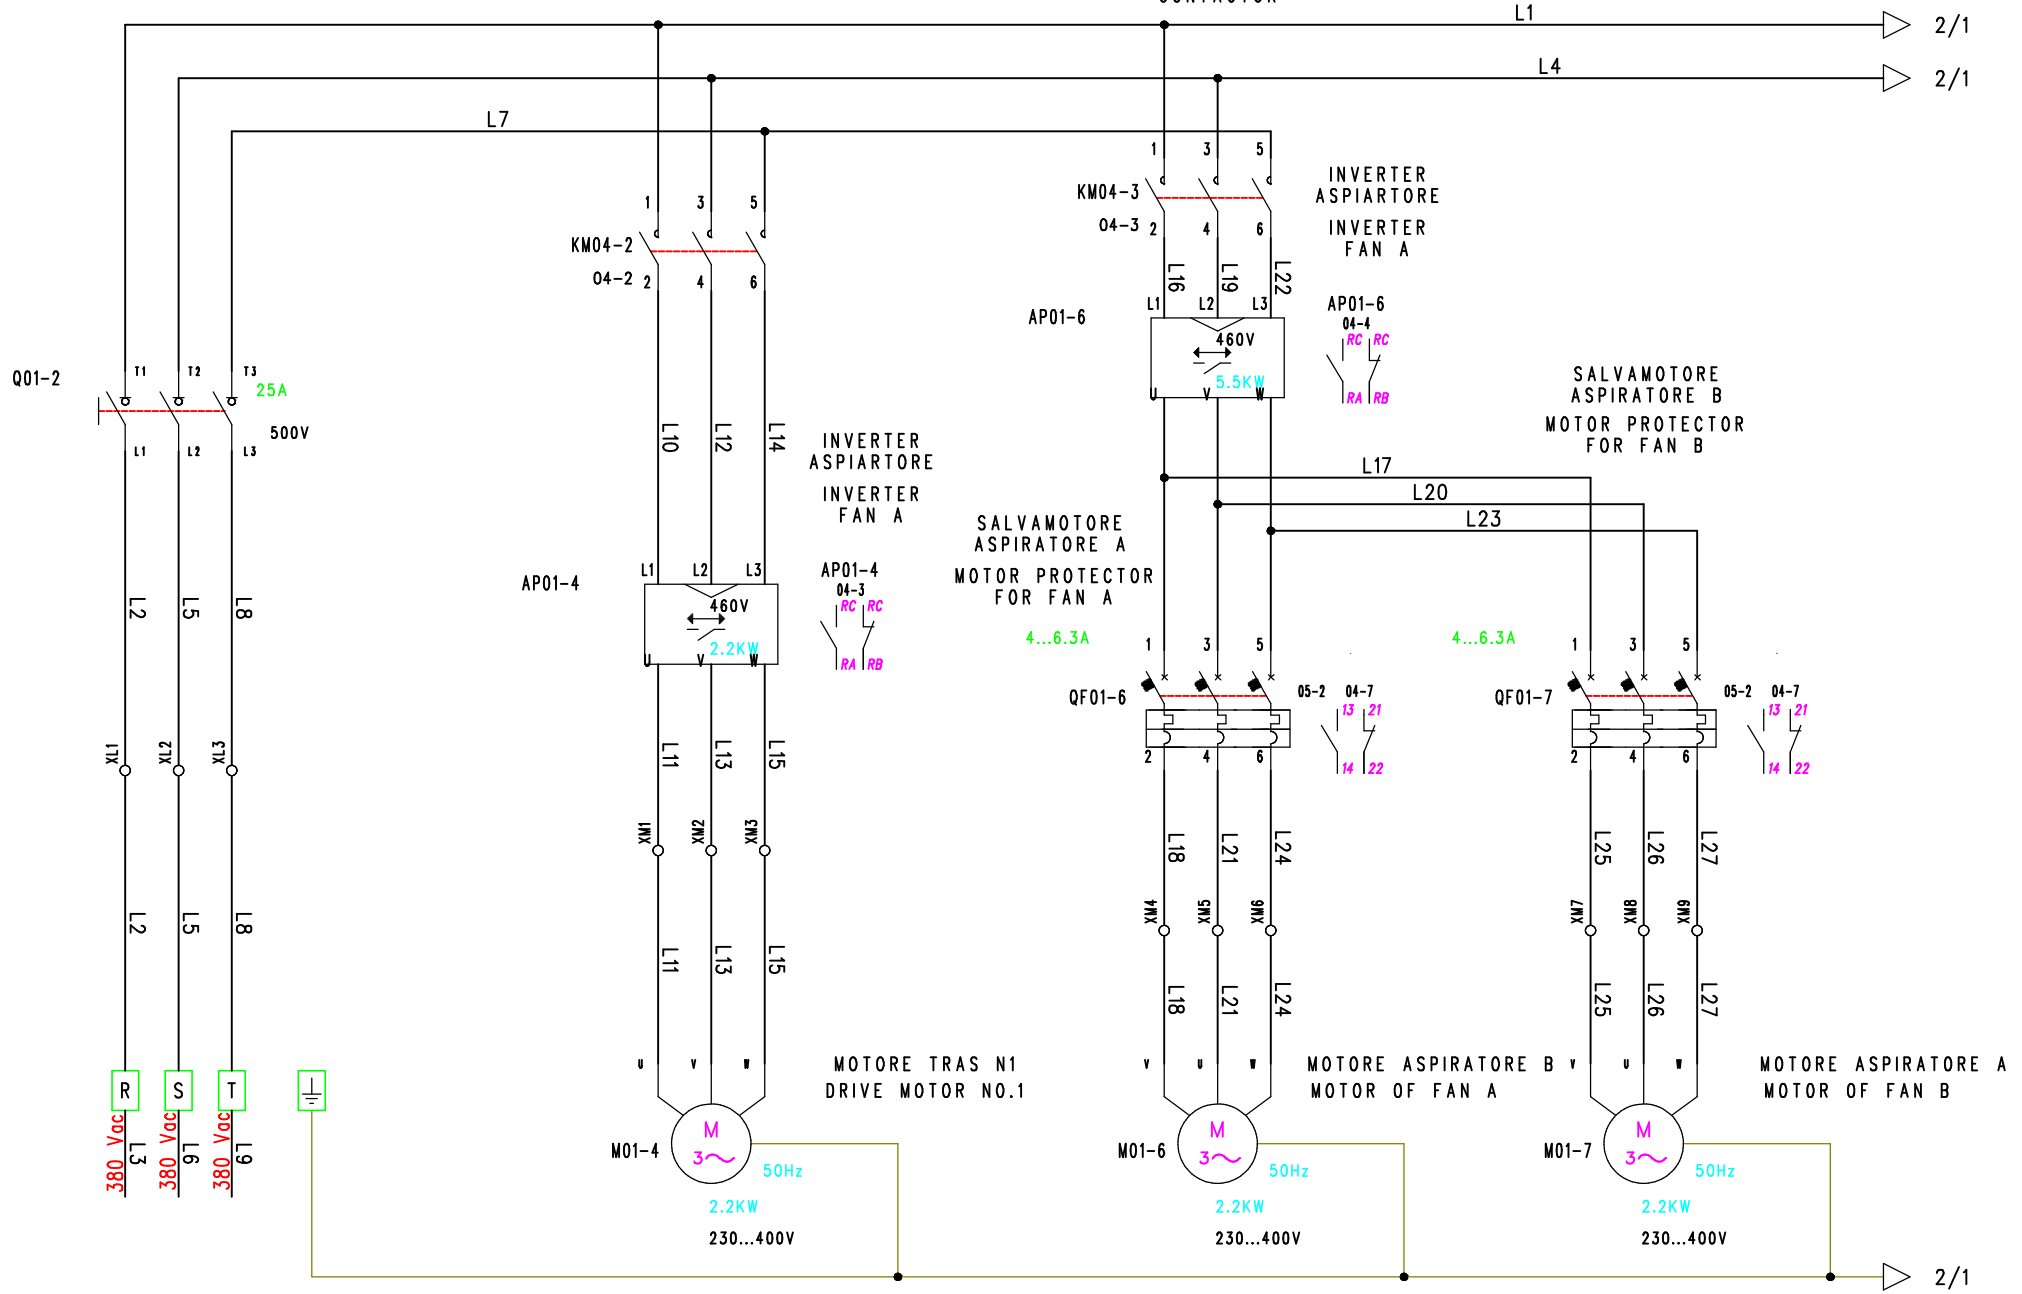 L1
2/1
L4
2/1
L7
1 3 5
KM04-3
04-3
2 4 6
INVERTER
ASPIARTORE
INVERTER
FAN A
1 3 5
KM04-2
04-2
2 4 6
L16
L19
L22
AP01-6
L1 L2 L3
460V
5.5KW
U V W
AP01-6
04-4
RC RC
RA RB
Q01-2
T1 T2 T3
25A
500V
L1 L2 L3
SALVAMOTORE
ASPIRATORE B
MOTOR PROTECTOR
FOR FAN B
L10
L12
L14
INVERTER
ASPIARTORE
INVERTER
FAN A
L17
L20
L23
SALVAMOTORE
ASPIRATORE A
MOTOR PROTECTOR
FOR FAN A
AP01-4
L1 L2 L3
460V
2.2KW
U V W
AP01-4
04-3
RC RC
RA RB
L2
L5
L8
4...6.3A
1 3 5
QF01-6
2 4 6
05-2 04-7
13 21
14 22
4...6.3A
1 3 5
QF01-7
2 4 6
05-2 04-7
13 21
14 22
XL1
XL2
XL3
L11
L13
L15
XM1
XM2
XM3
L18
L21
L24
L25
L26
L27
XM4
XM5
XM6
XM7
XM8
XM9
L2
L5
L8
L11
L13
L15
L18
L21
L24
L25
L26
L27
R
S
T
380 Vac
L3
380 Vac
L6
380 Vac
L9
U V W
MOTORE TRAS N1
DRIVE MOTOR NO.1
M01-4
M
3
50Hz
2.2KW
230...400V
V U W
MOTORE ASPIRATORE B
MOTOR OF FAN A
M01-6
M
3
50Hz
2.2KW
230...400V
V U W
MOTORE ASPIRATORE A
MOTOR OF FAN B
M01-7
M
3
50Hz
2.2KW
230...400V
2/1